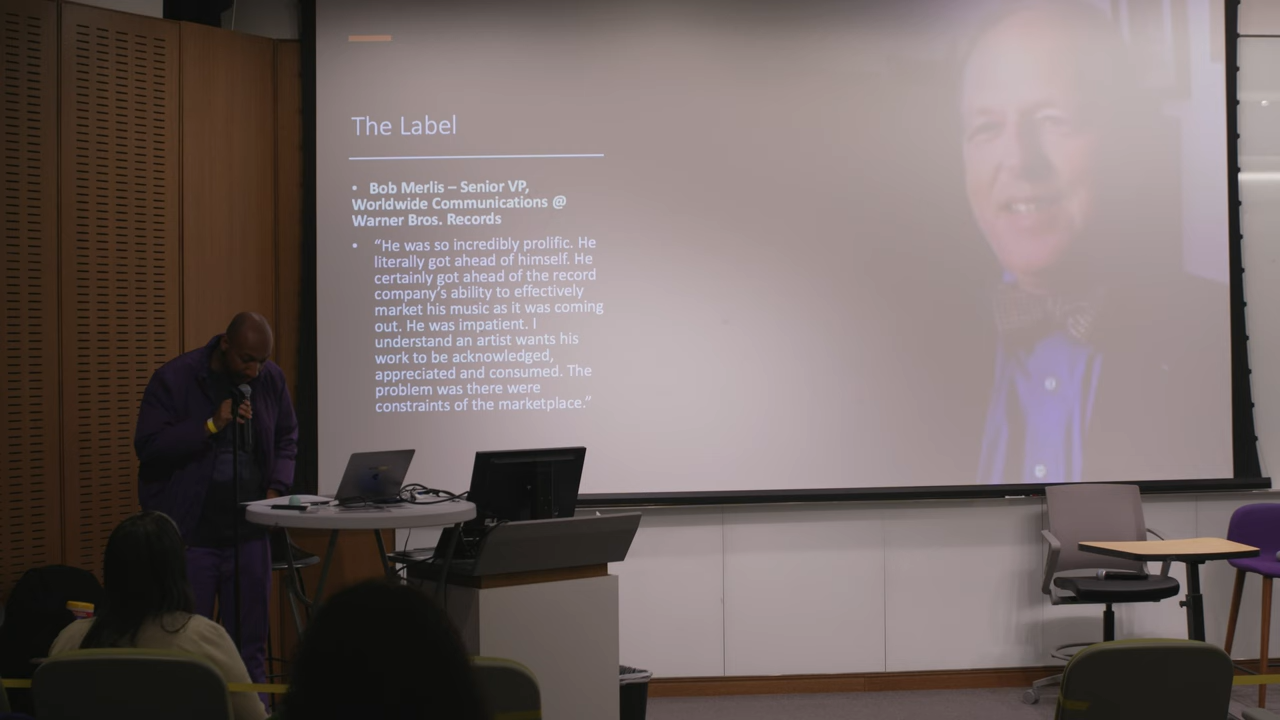 The Label
• Bob Merlis – Senior VP,
Worldwide Communications @
Warner Bros. Records
• “He was so incredibly prolific. He
literally got ahead of himself. He
certainly got ahead of the record
company’s ability to effectively
market his music as it was coming
out. He was impatient. I
understand an artist wants his
work to be acknowledged,
appreciated and consumed. The
problem was there were
constraints of the marketplace.”